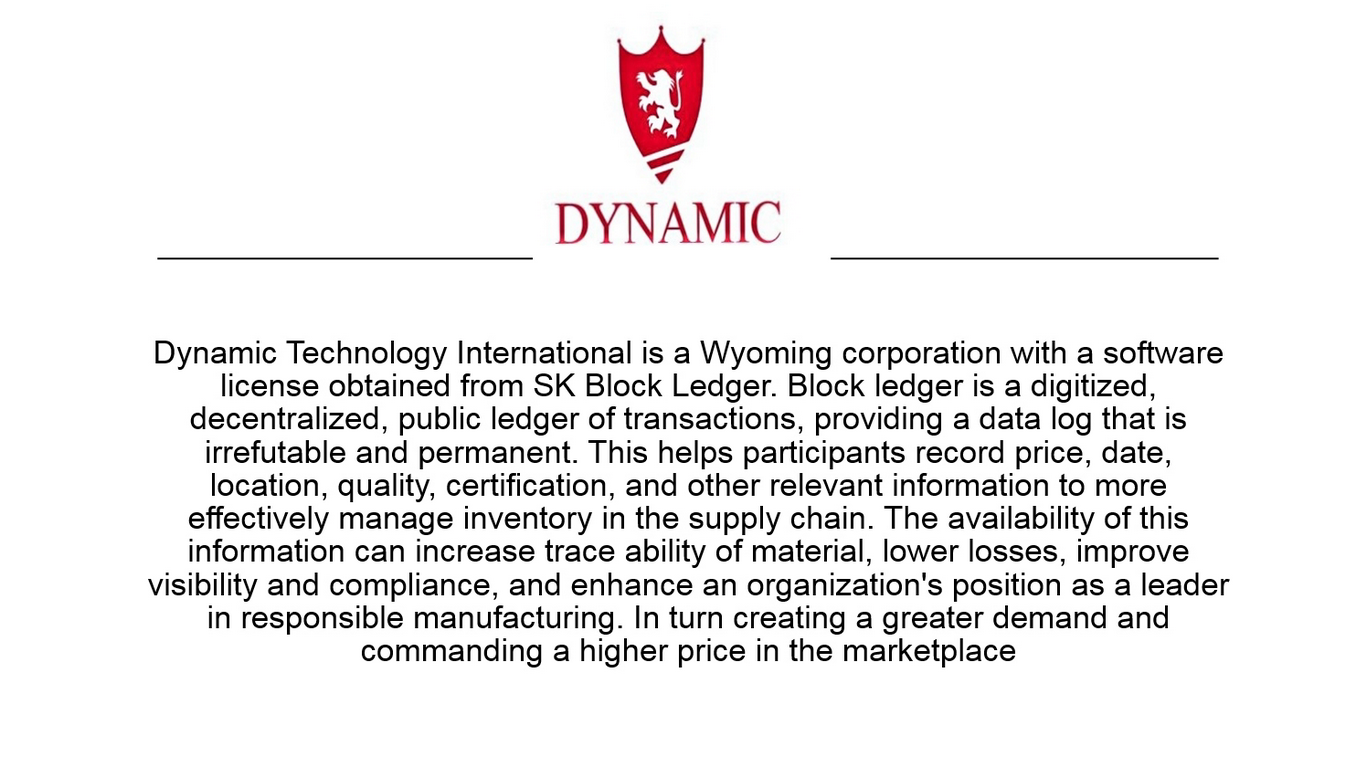 DYNAMIC
Dynamic Technology International is a Wyoming corporation with a software
license obtained from SK Block Ledger. Block ledger is a digitized,
decentralized, public ledger of transactions, providing a data log that is
irrefutable and permanent. This helps participants record price, date,
location, quality, certification, and other relevant information to more
effectively manage inventory in the supply chain. The availability of this
information can increase trace ability of material, lower losses, improve
visibility and compliance, and enhance an organization's position as a leader
in responsible manufacturing. In turn creating a greater demand and
commanding a higher price in the marketplace